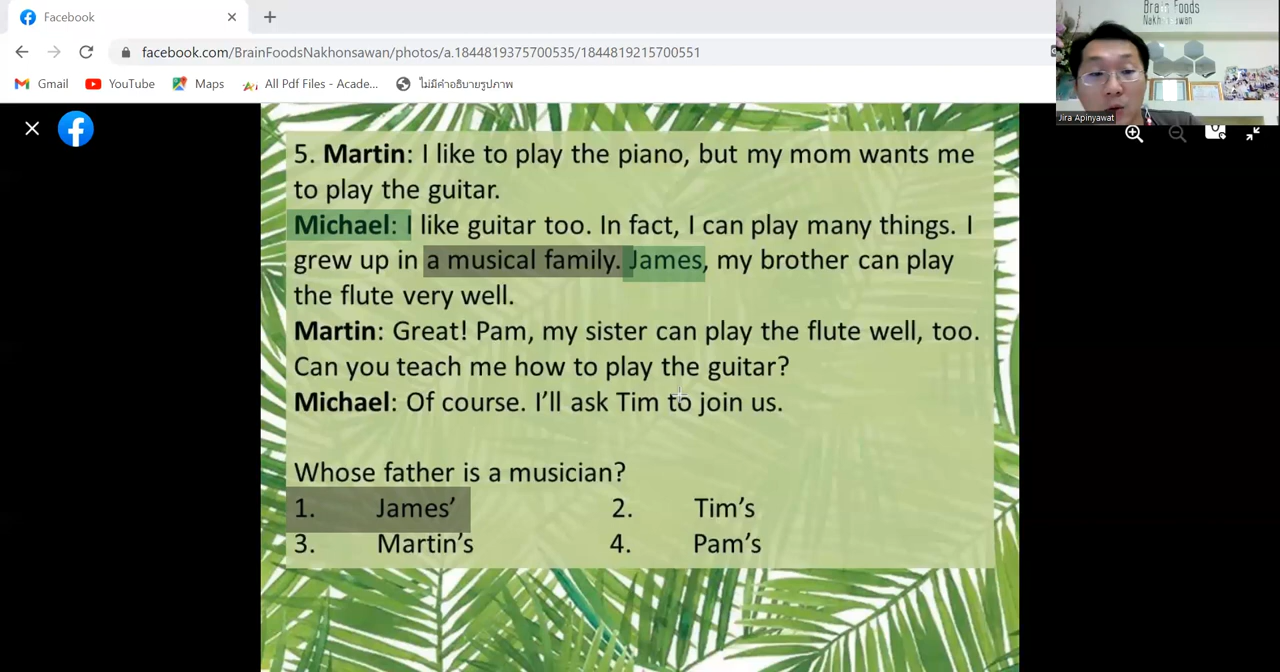 Facebook
facebook.com/BrainFoodsNakhonsawan/photos/a.1844819375700535/1844819215700551
Gmail YouTube Maps All Pdf Files - Acade... ไม่มีคำอธิบายรูปภาพ
Brain Foods
Nakhonsawan
Jira Apinyawat
5. Martin: I like to play the piano, but my mom wants me
to play the guitar.
Michael: I like guitar too. In fact, I can play many things. I
grew up in a musical family. James, my brother can play
the flute very well.
Martin: Great! Pam, my sister can play the flute well, too.
Can you teach me how to play the guitar?
Michael: Of course. I’ll ask Tim to join us.
Whose father is a musician?
1. James’ 2. Tim’s
3. Martin’s 4. Pam’s